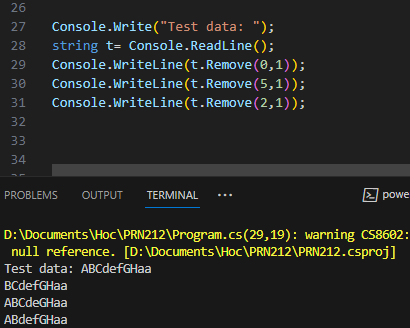 26
27 Console.Write("Test data: ");
28 string t= Console.ReadLine();
29 Console.WriteLine(t.Remove(0,1));
30 Console.WriteLine(t.Remove(5,1));
31 Console.WriteLine(t.Remove(2,1));
32
33
34
PROBLEMS OUTPUT TERMINAL ··· powe
D:\Documents\Hoc\PRN212\Program.cs(29,19): warning CS8602:
null reference. [D:\Documents\Hoc\PRN212\PRN212.csproj]
Test data: ABCdefGHaa
BCdefGHaa
ABCdeGHaa
ABdefGHaa